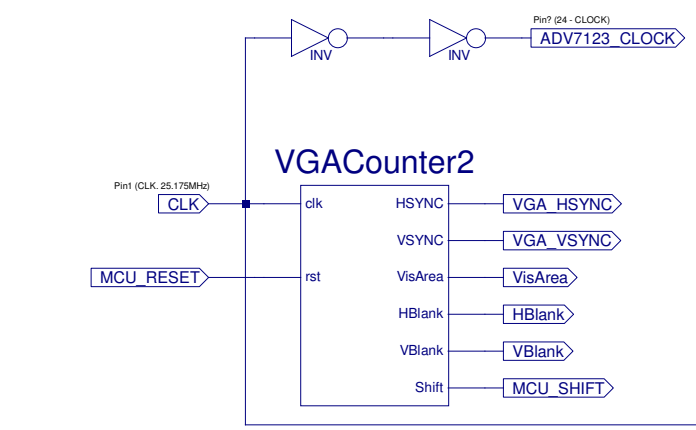 Pin? (24 - CLOCK)
ADV7123_CLOCK
INV
INV
VGACounter2
Pin1 (CLK. 25.175MHz)
CLK
clk
HSYNC
VGA_HSYNC
VSYNC
VGA_VSYNC
MCU_RESET
rst
VisArea
VisArea
HBlank
HBlank
VBlank
VBlank
Shift
MCU_SHIFT